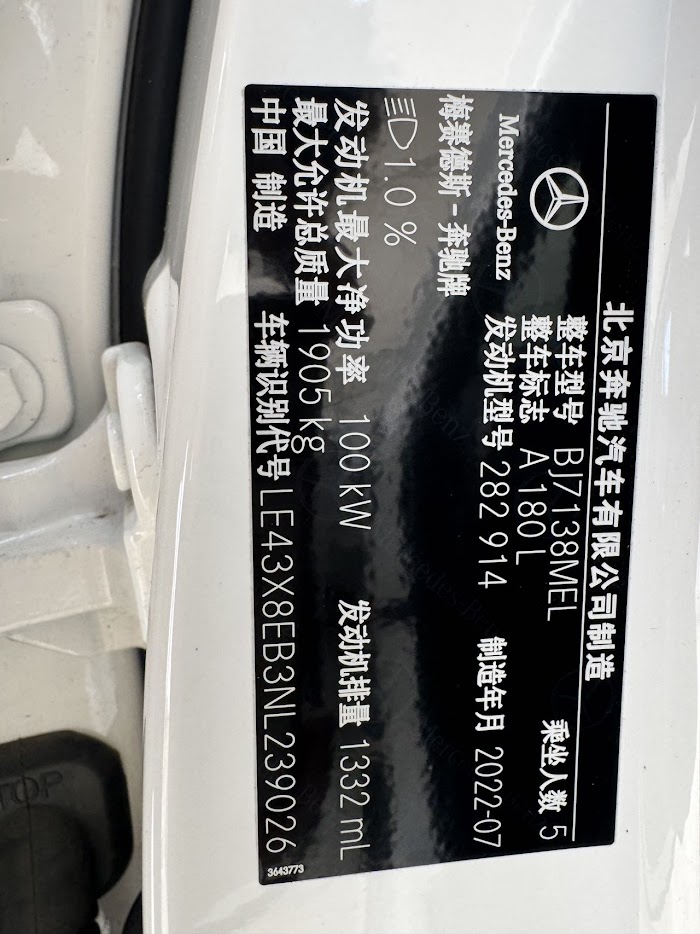 北京奔驰汽车有限公司制造
整车型号 BJ7138MEL 乘坐人数 5
整车标志 A 180 L
Mercedes-Benz 发动机型号 282 914 制造年月 2022-07
梅赛德斯-奔驰牌
1.0 %
发动机最大净功率 100 kW 发动机排量 1332 mL
最大允许总质量 1905 kg
中国 制造 车辆识别代号 LE43X8EB3NL239026
3643773
TOP